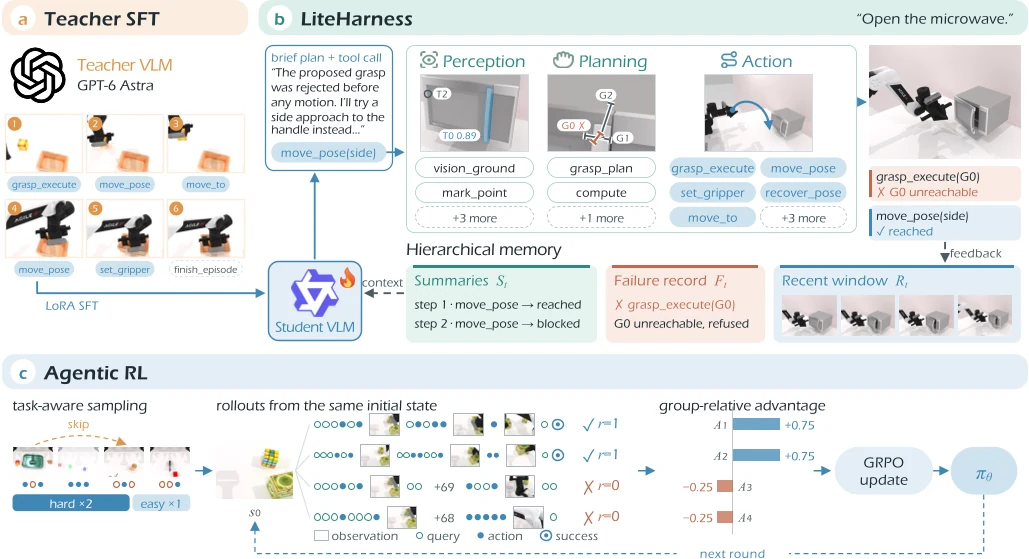 a Teacher SFT
Teacher VLM
GPT-6 Astra
1
2
3
grasp_execute
move_pose
move_to
4
5
6
move_pose
set_gripper
finish_episode
LoRA SFT
b LiteHarness
“Open the microwave.”
brief plan + tool call
“The proposed grasp
was rejected before
any motion. I’ll try a
side approach to the
handle instead...”
move_pose(side)
Student VLM
context
Perception
T2
T0 0.89
vision_ground
mark_point
+3 more
Planning
G2
G0 ✗
G1
grasp_plan
compute
+1 more
Action
grasp_execute
move_pose
set_gripper
recover_pose
move_to
+3 more
grasp_execute(G0)
✗ G0 unreachable
move_pose(side)
✓ reached
feedback
Hierarchical memory
Summaries St
step 1 · move_pose → reached
step 2 · move_pose → blocked
Failure record Ft
✗ grasp_execute(G0)
G0 unreachable, refused
Recent window Rt
c Agentic RL
task-aware sampling
skip
hard ×2
easy ×1
rollouts from the same initial state
s0
✓ r=1
✓ r=1
+69
✗ r=0
+68
✗ r=0
observation
query
action
success
group-relative advantage
A1 +0.75
A2 +0.75
−0.25 A3
−0.25 A4
GRPO
update
πθ
next round